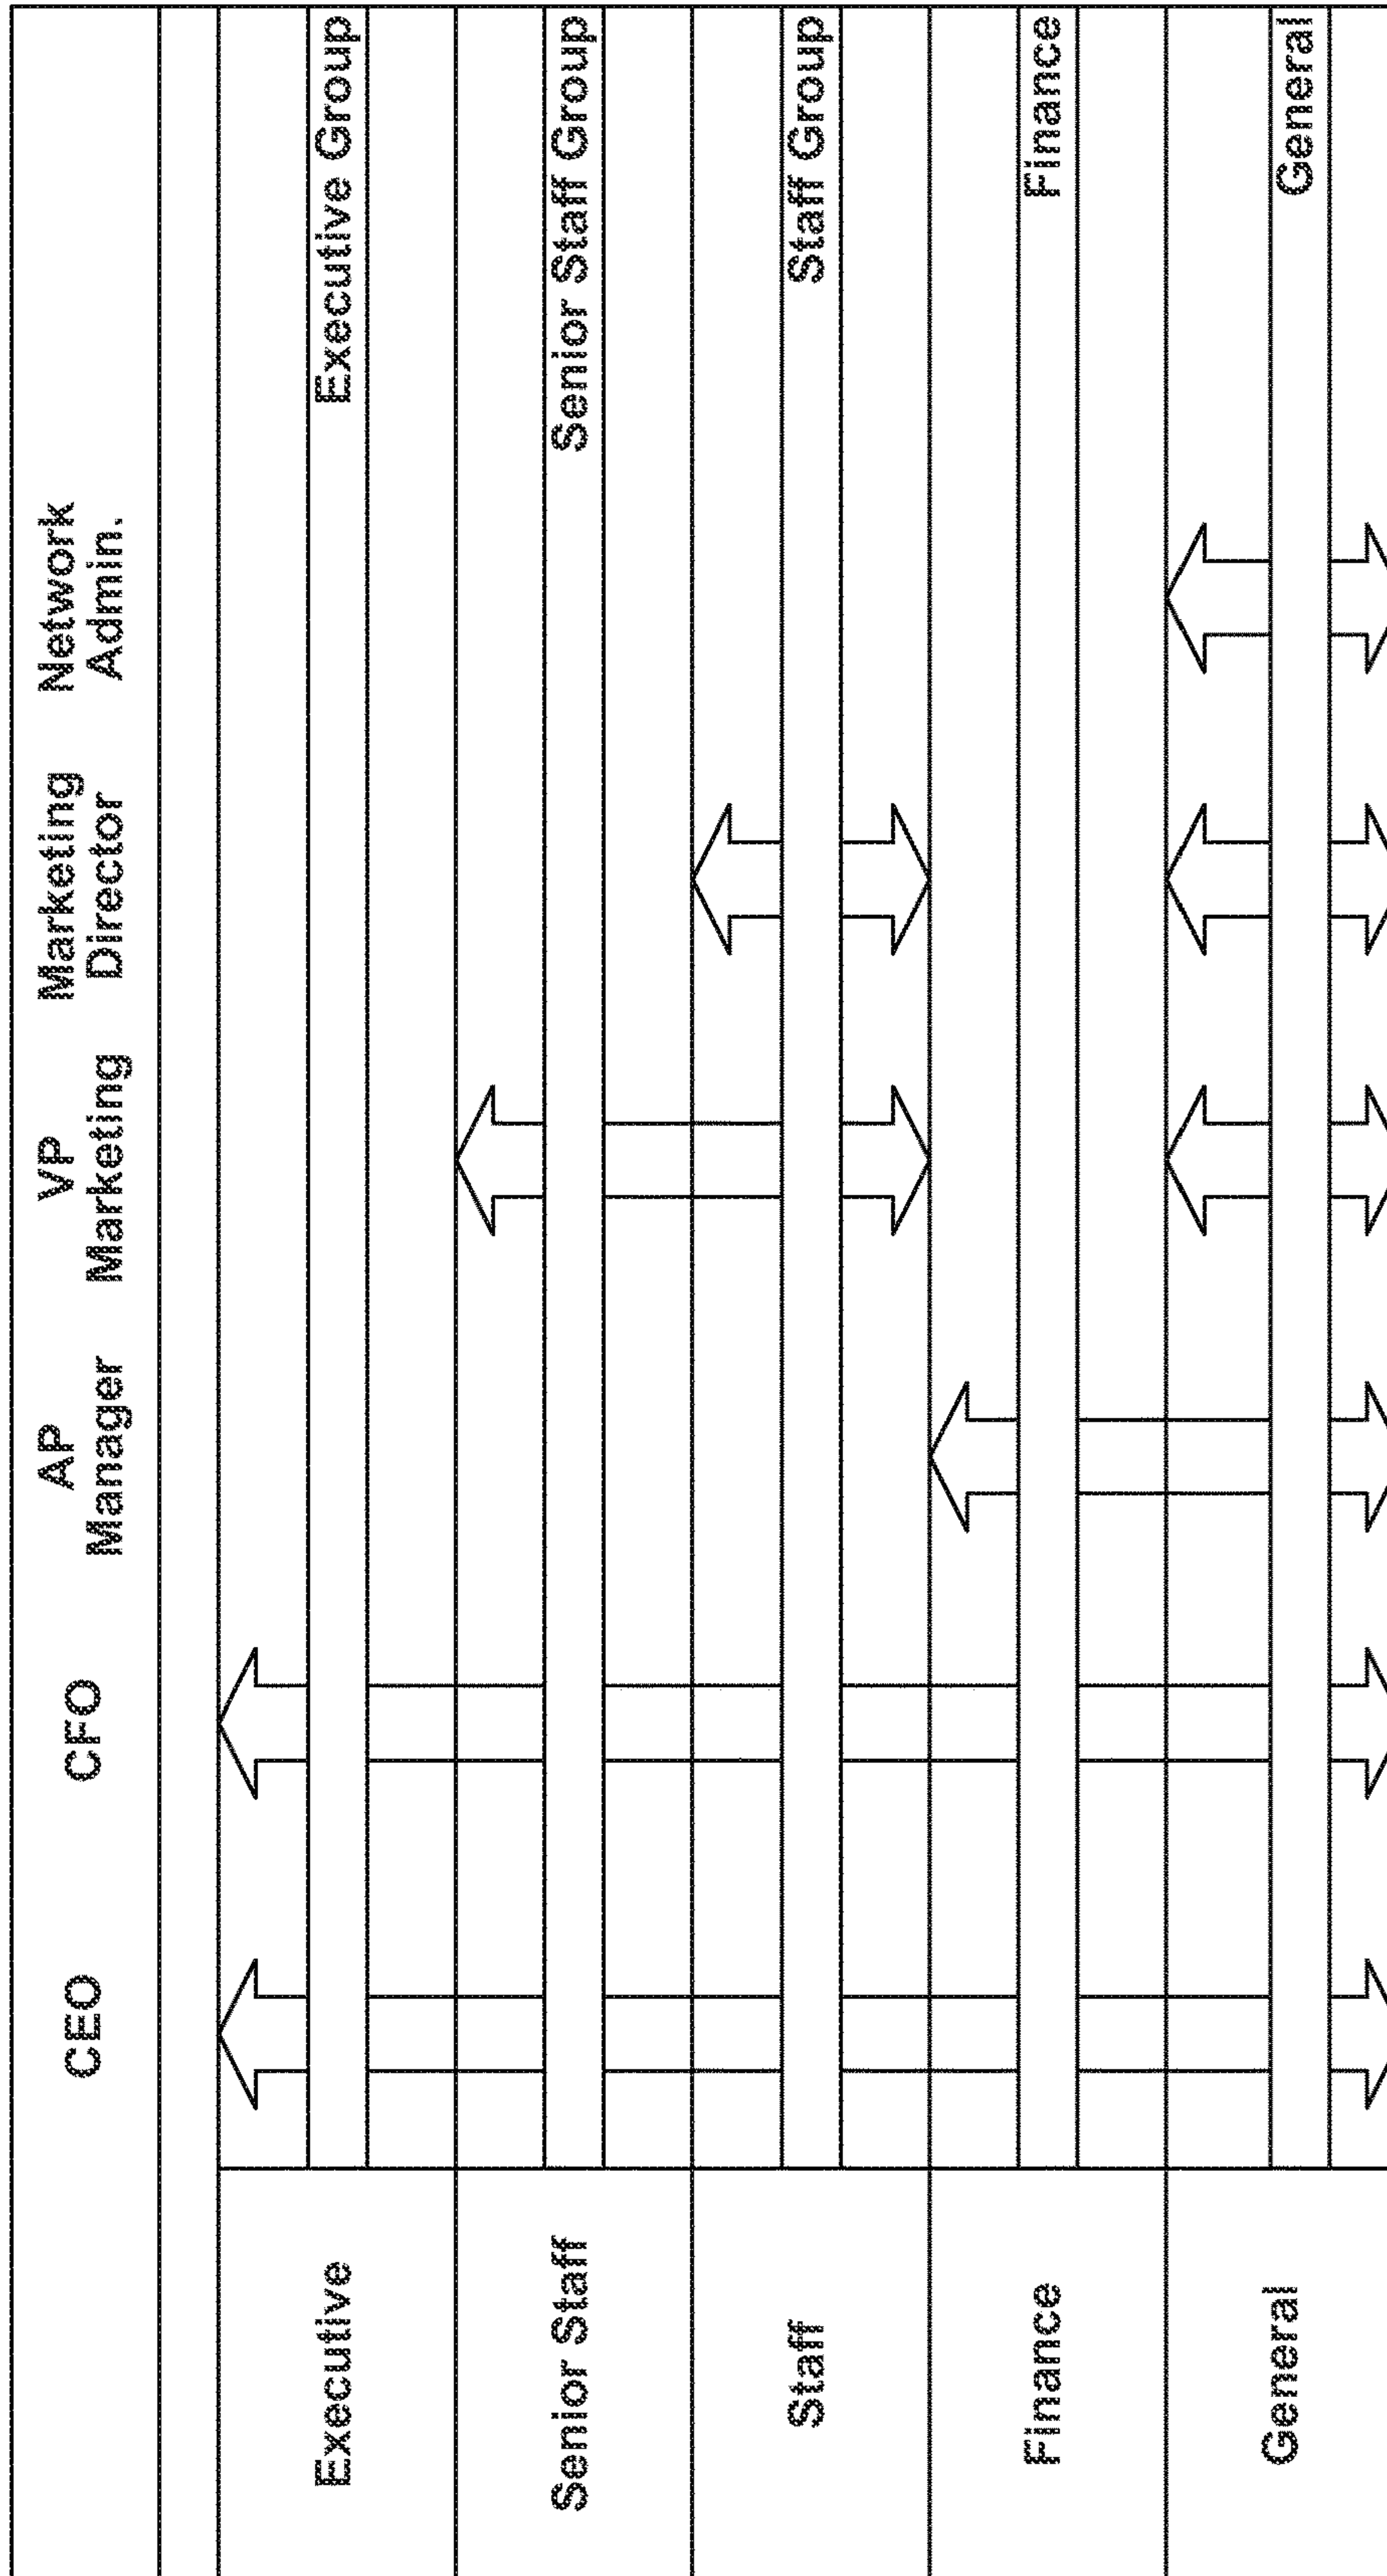 CEO
CFO
AP
Manager
VP
Marketing
Marketing
Director
Network
Admin.
Executive
Executive Group
Senior Staff
Senior Staff Group
Staff
Staff Group
Finance
Finance
General
General